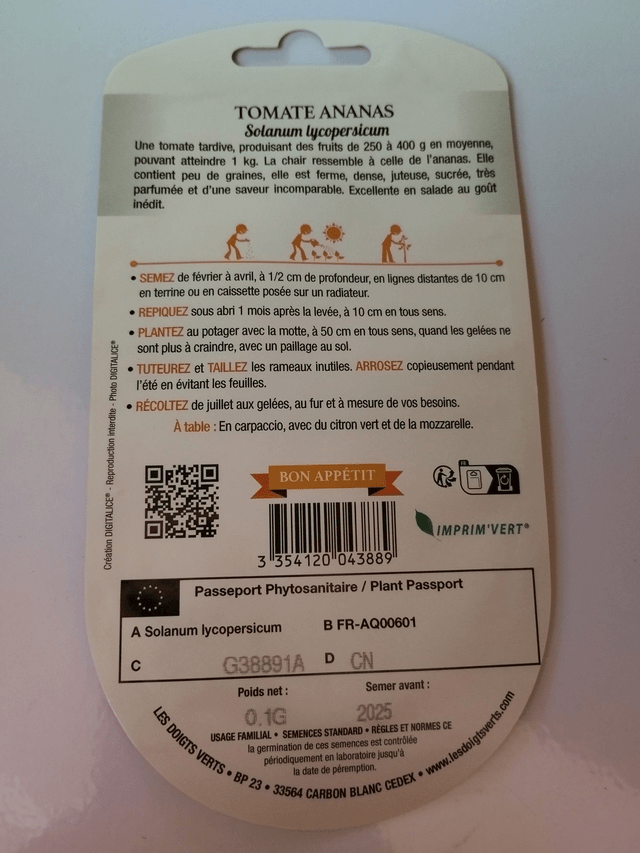 TOMATE ANANAS
Solanum lycopersicum
Une tomate tardive, produisant des fruits de 250 à 400 g en moyenne,
pouvant atteindre 1 kg. La chair ressemble à celle de l'ananas. Elle
contient peu de graines, elle est ferme, dense, juteuse, sucrée, très
parfumée et d'une saveur incomparable. Excellente en salade au goût
inédit.
• SEMEZ de février à avril, à 1/2 cm de profondeur, en lignes distantes de 10 cm
en terrine ou en caissette posée sur un radiateur.
• REPIQUEZ sous abri 1 mois après la levée, à 10 cm en tous sens.
• PLANTEZ au potager avec la motte, à 50 cm en tous sens, quand les gelées ne
sont plus à craindre, avec un paillage au sol.
• TUTEUREZ et TAILLEZ les rameaux inutiles. ARROSEZ copieusement pendant
l'été en évitant les feuilles.
• RÉCOLTEZ de juillet aux gelées, au fur et à mesure de vos besoins.
À table : En carpaccio, avec du citron vert et de la mozzarelle.
Création DIGITALICE® - Reproduction interdite - Photo DIGITALICE®
BON APPÉTIT
IMPRIM'VERT®
3 354120 043889
Passeport Phytosanitaire / Plant Passport
A Solanum lycopersicum B FR-AQ00601
C G38891A D CN
Poids net : Semer avant :
0.1G 2025
USAGE FAMILIAL • SEMENCES STANDARD • RÈGLES ET NORMES CE
la germination de ces semences est contrôlée
périodiquement en laboratoire jusqu'à
la date de péremption.
LES DOIGTS VERTS • BP 23 • 33564 CARBON BLANC CEDEX • www.lesdoigtsverts.com